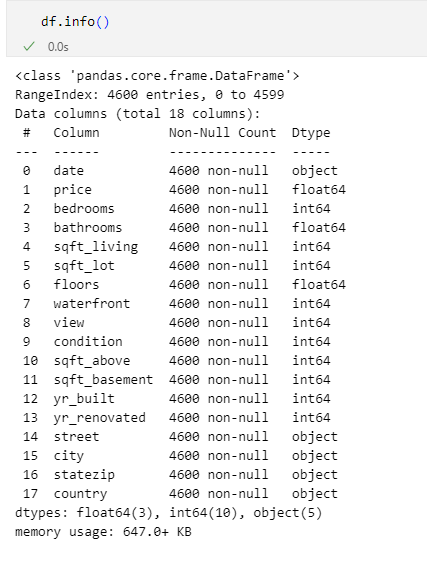 df.info()
0.0s
<class 'pandas.core.frame.DataFrame'>
RangeIndex: 4600 entries, 0 to 4599
Data columns (total 18 columns):
 #   Column         Non-Null Count  Dtype
---  ------         --------------  -----
 0   date           4600 non-null   object
 1   price          4600 non-null   float64
 2   bedrooms       4600 non-null   int64
 3   bathrooms      4600 non-null   float64
 4   sqft_living    4600 non-null   int64
 5   sqft_lot       4600 non-null   int64
 6   floors         4600 non-null   float64
 7   waterfront     4600 non-null   int64
 8   view           4600 non-null   int64
 9   condition      4600 non-null   int64
 10  sqft_above     4600 non-null   int64
 11  sqft_basement  4600 non-null   int64
 12  yr_built       4600 non-null   int64
 13  yr_renovated   4600 non-null   int64
 14  street         4600 non-null   object
 15  city           4600 non-null   object
 16  statezip       4600 non-null   object
 17  country        4600 non-null   object
dtypes: float64(3), int64(10), object(5)
memory usage: 647.0+ KB